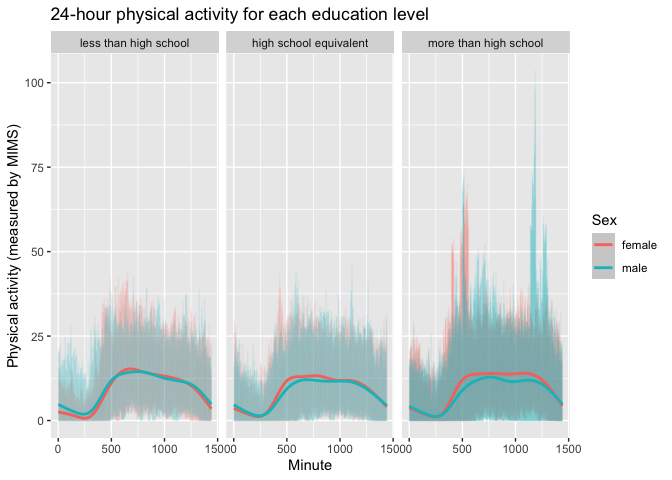 24-hour physical activity for each education level
less than high school
high school equivalent
more than high school
Physical activity (measured by MIMS)
100
75
50
25
0
0
500
1000
1500
0
500
1000
1500
0
500
1000
1500
Minute
Sex
female
male